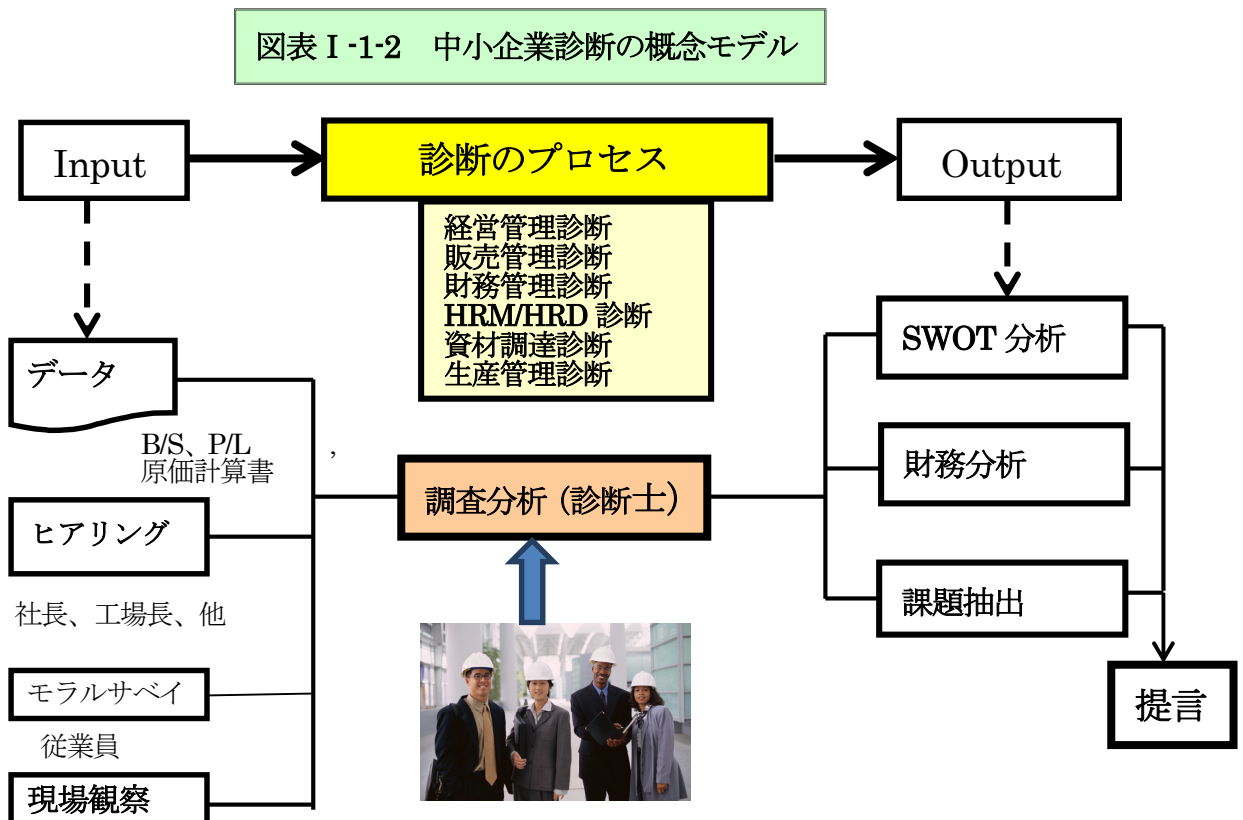 図表Ⅰ-1-2　中小企業診断の概念モデル
Input
診断のプロセス
Output
経営管理診断
販売管理診断
財務管理診断
HRM/HRD 診断
資材調達診断
生産管理診断
データ
B/S、P/L
原価計算書
,
ヒアリング
社長、工場長、他
モラルサベイ
従業員
現場観察
調査分析（診断士）
SWOT 分析
財務分析
課題抽出
提言